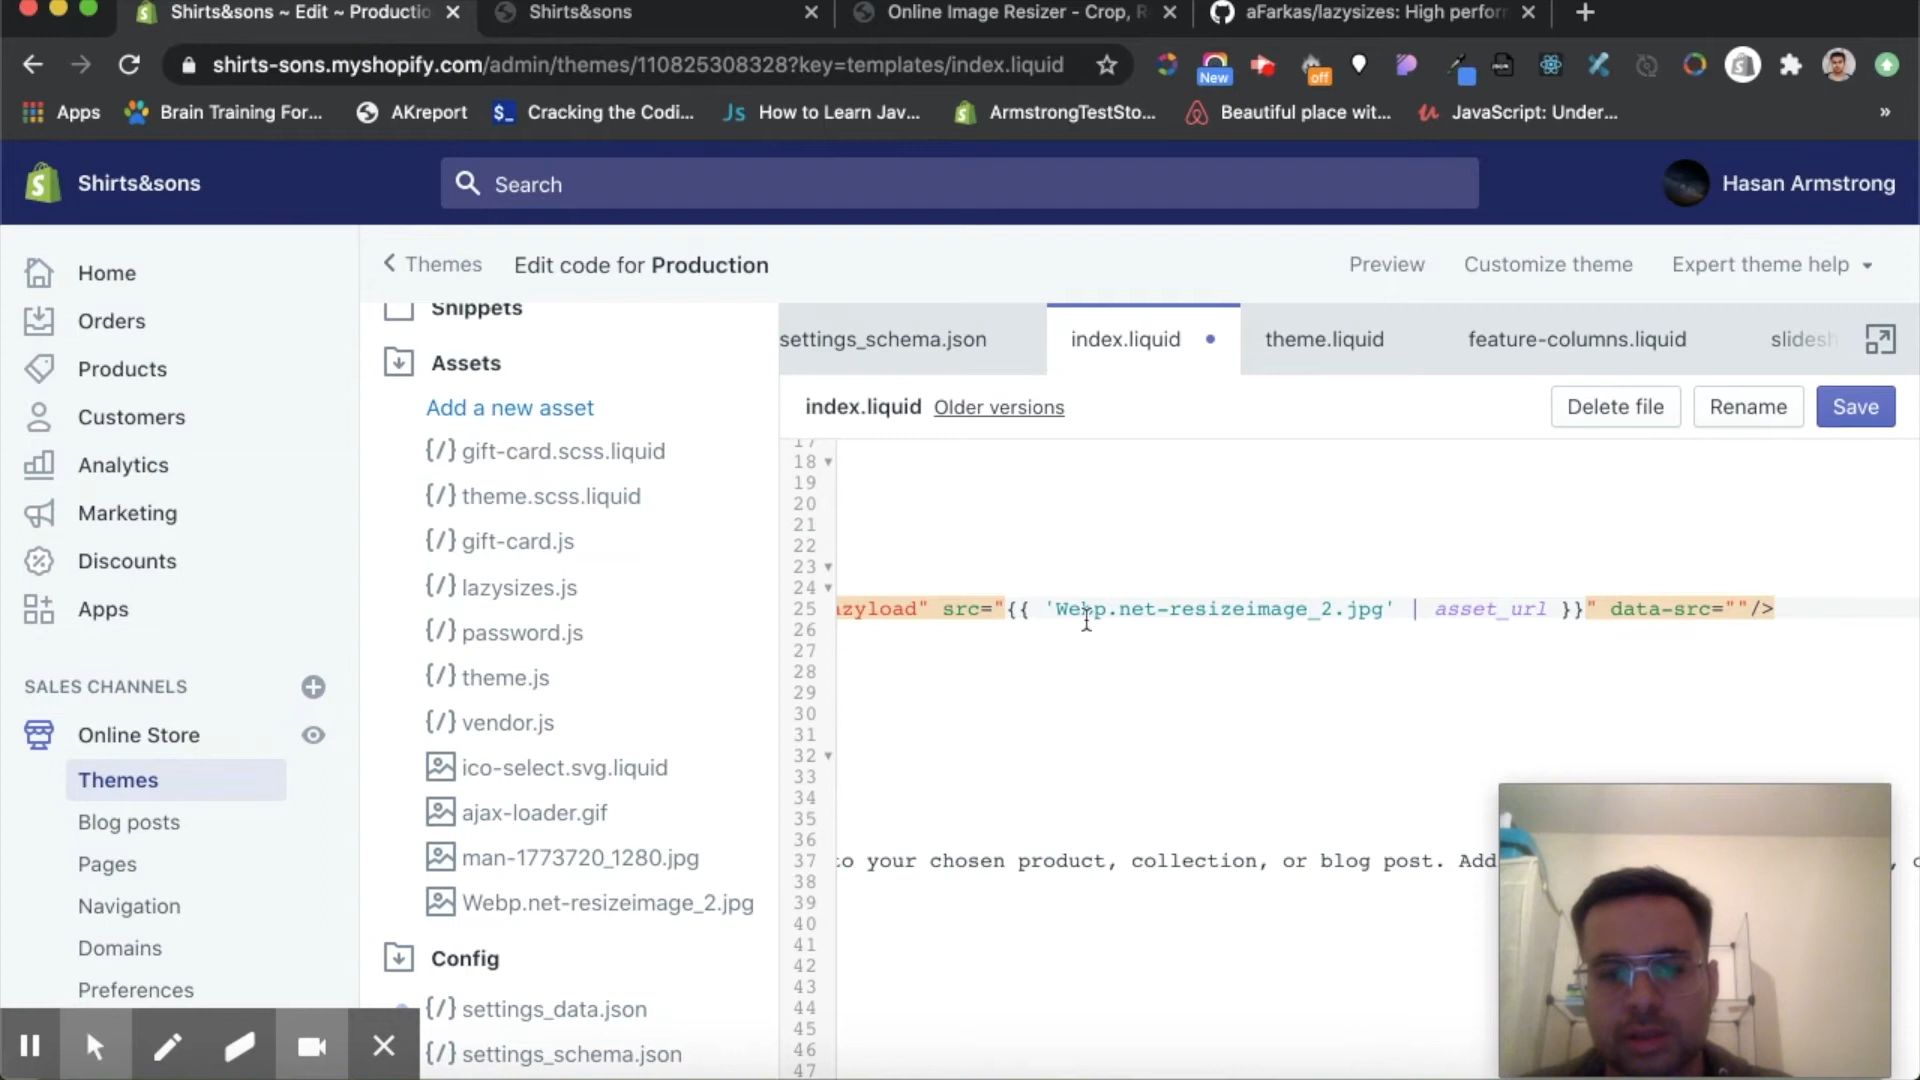 Shirts&sons ~ Edit ~ Productio
Shirts&sons
Online Image Resizer - Crop, R
aFarkas/lazysizes: High perfor
shirts-sons.myshopify.com/admin/themes/110825308328?key=templates/index.liquid
New
off
Apps
Brain Training For...
AKreport
Cracking the Codi...
How to Learn Jav...
ArmstrongTestSto...
Beautiful place wit...
JavaScript: Under...
»
Shirts&sons
Search
Hasan Armstrong
Home
Orders
Products
Customers
Analytics
Marketing
Discounts
Apps
SALES CHANNELS
Online Store
Themes
Blog posts
Pages
Navigation
Domains
Preferences
Themes
Edit code for Production
Preview
Customize theme
Expert theme help
Snippets
Assets
Add a new asset
{/} gift-card.scss.liquid
{/} theme.scss.liquid
{/} gift-card.js
{/} lazysizes.js
{/} password.js
{/} theme.js
{/} vendor.js
ico-select.svg.liquid
ajax-loader.gif
man-1773720_1280.jpg
Webp.net-resizeimage_2.jpg
Config
{/} settings_data.json
{/} settings_schema.json
settings_schema.json
index.liquid
theme.liquid
feature-columns.liquid
slidesh
index.liquid
Older versions
Delete file
Rename
Save
17
18
19
20
21
22
23
24
25 azyload" src="{{ 'Webp.net-resizeimage_2.jpg' | asset_url }}" data-src=""/>
26
27
28
29
30
31
32
33
34
35
36
37 to your chosen product, collection, or blog post. Add
38
39
40
41
42
43
44
45
46
47